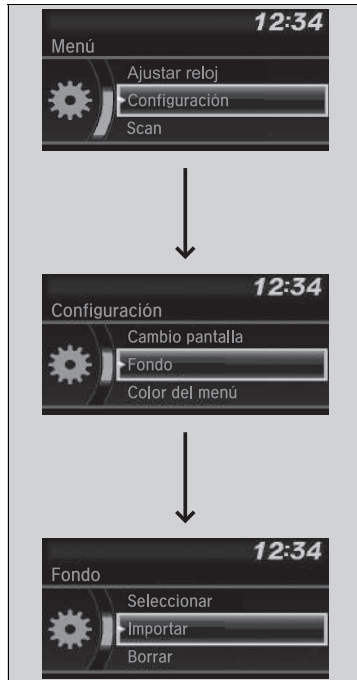 12:34
Menú
Ajustar reloj
Configuración
Scan
12:34
Configuración
Cambio pantalla
Fondo
Color del menú
12:34
Fondo
Seleccionar
Importar
Borrar